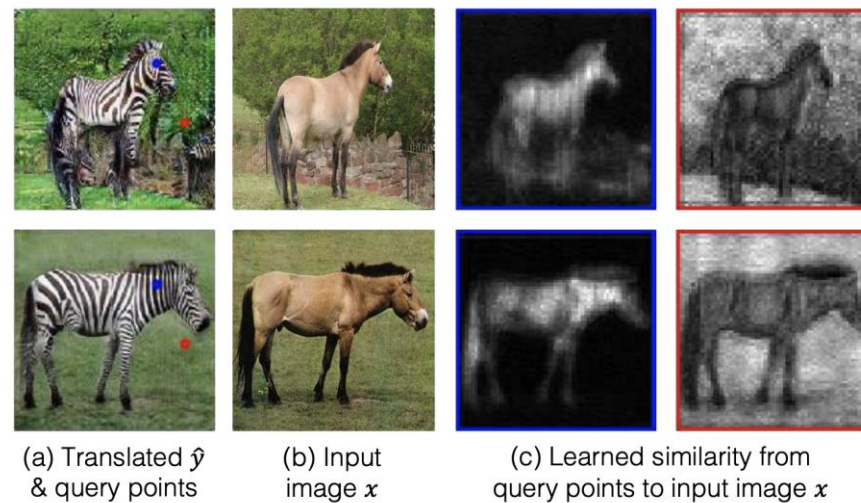 (a) Translated ŷ
& query points
(b) Input
image x
(c) Learned similarity from
query points to input image x